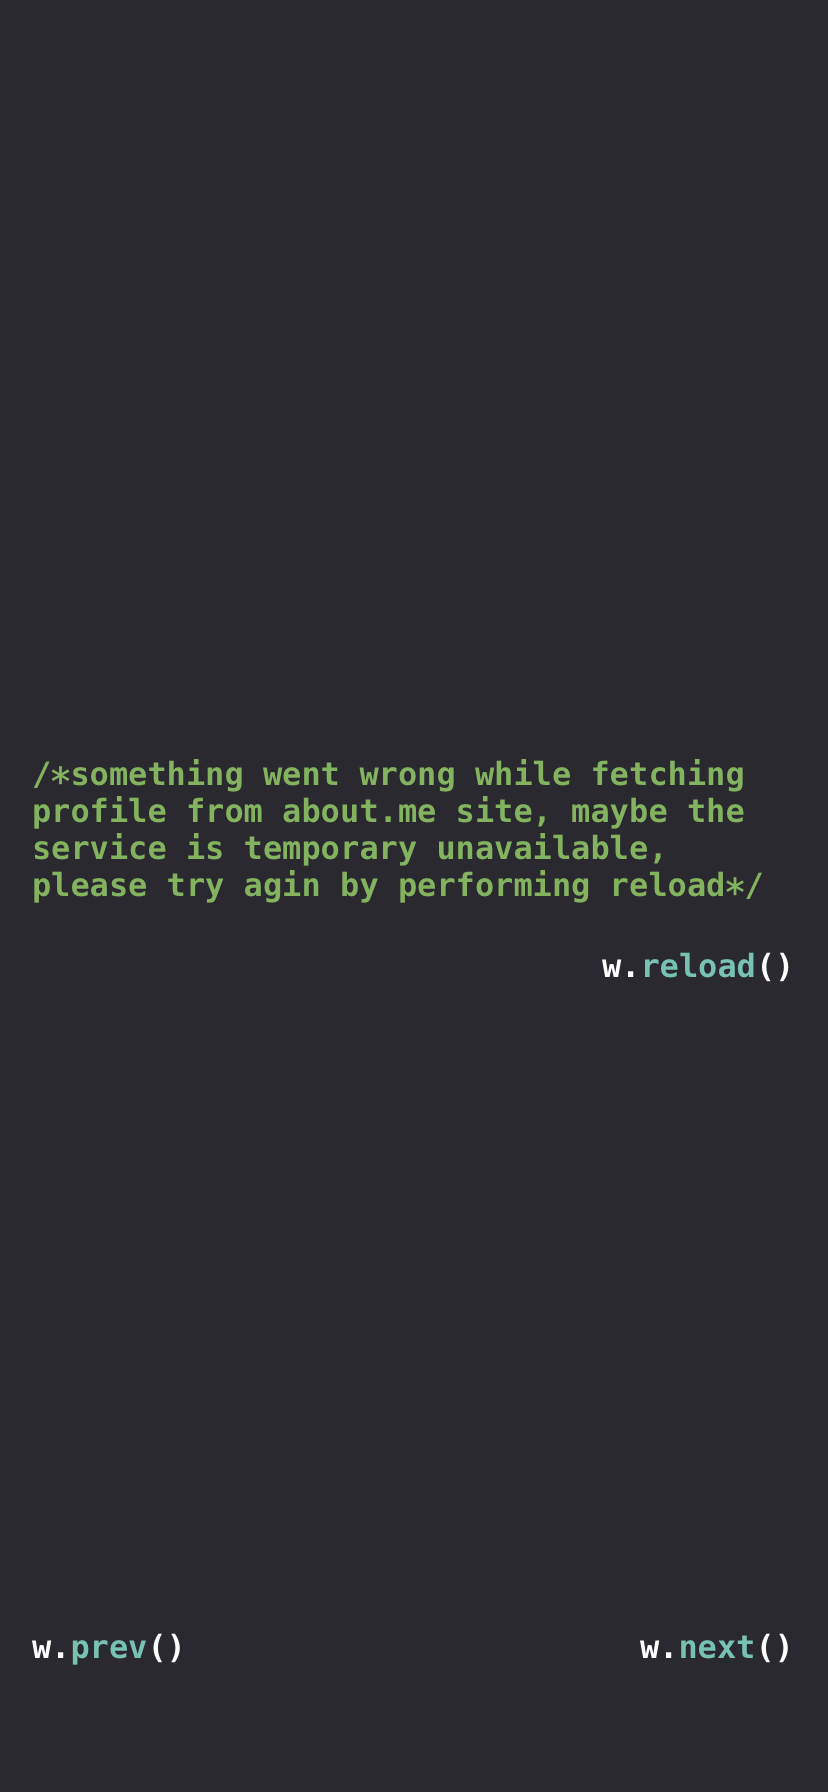 /*something went wrong while fetching
profile from about.me site, maybe the
service is temporary unavailable,
please try agin by performing reload*/
w.reload()
w.prev() w.next()